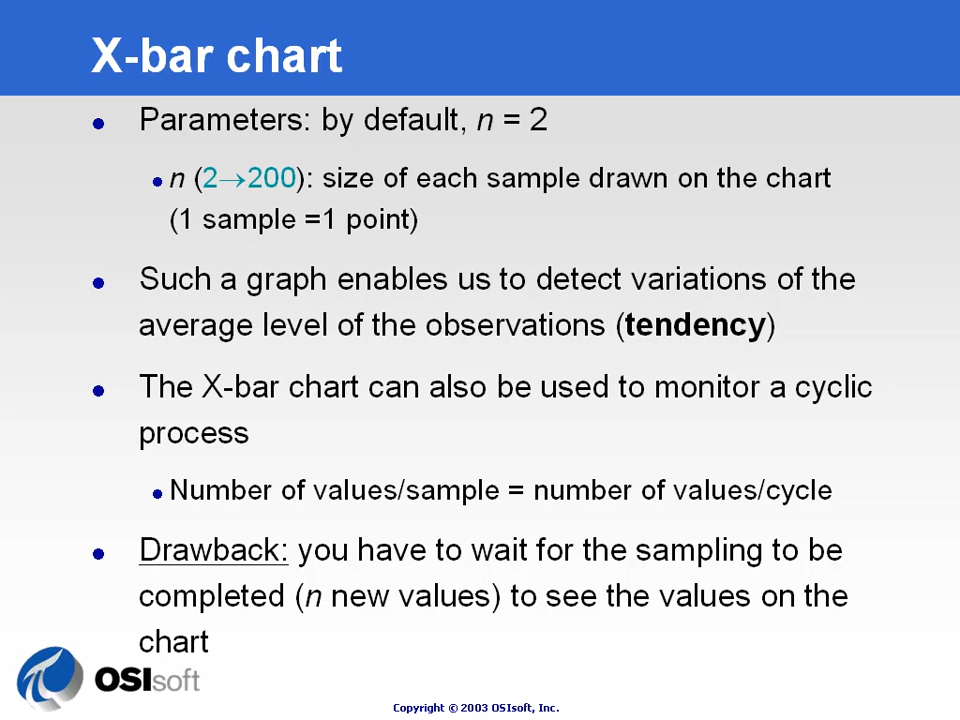 X-bar chart
• Parameters: by default, n = 2
• n (2→200): size of each sample drawn on the chart
(1 sample =1 point)
• Such a graph enables us to detect variations of the
average level of the observations (tendency)
• The X-bar chart can also be used to monitor a cyclic
process
• Number of values/sample = number of values/cycle
• Drawback: you have to wait for the sampling to be
completed (n new values) to see the values on the
chart
OSIsoft
Copyright © 2003 OSIsoft, Inc.